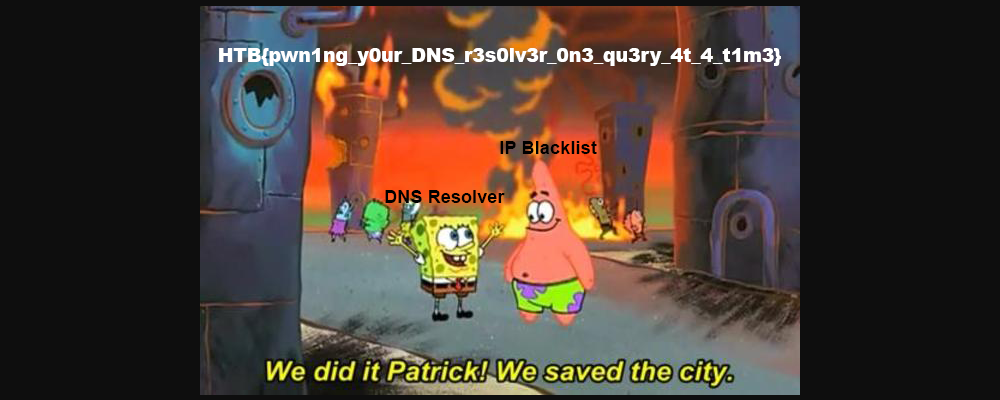 HTB{pwn1ng_y0ur_DNS_r3s0lv3r_0n3_qu3ry_4t_4_t1m3}
IP Blacklist
DNS Resolver
We did it Patrick! We saved the city.